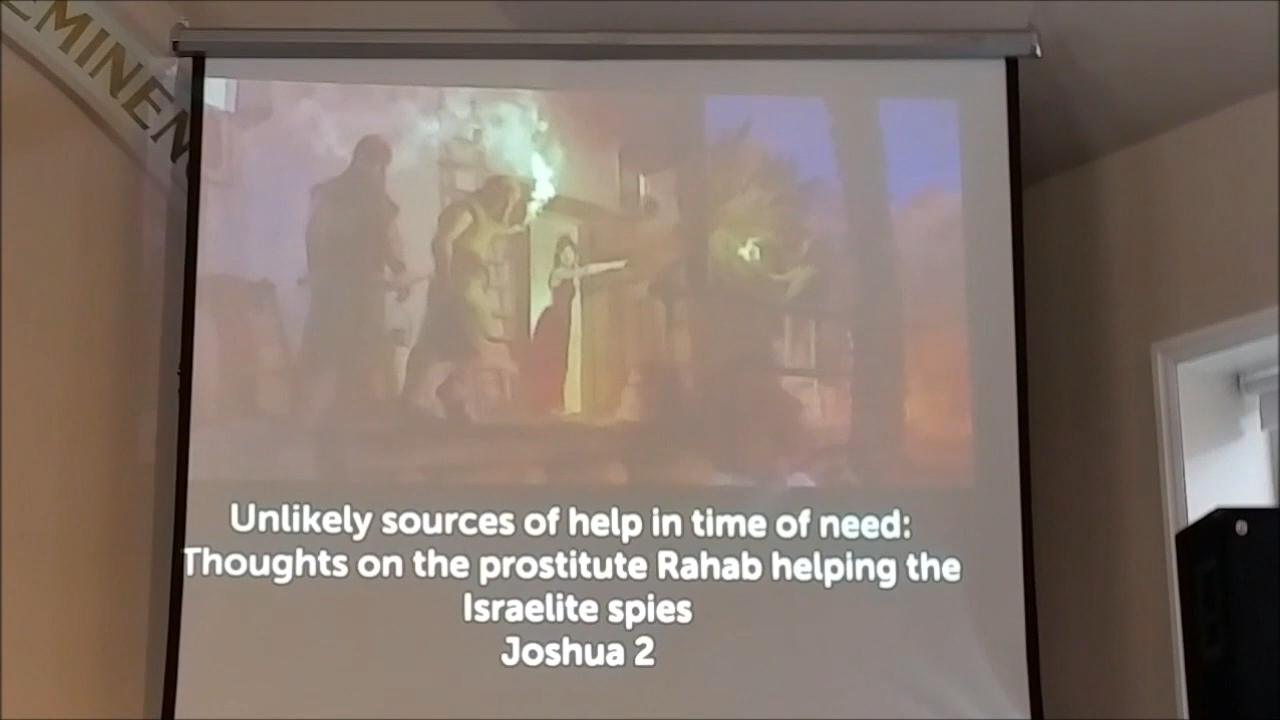 EMINEN
Unlikely sources of help in time of need:
Thoughts on the prostitute Rahab helping the
Israelite spies
Joshua 2